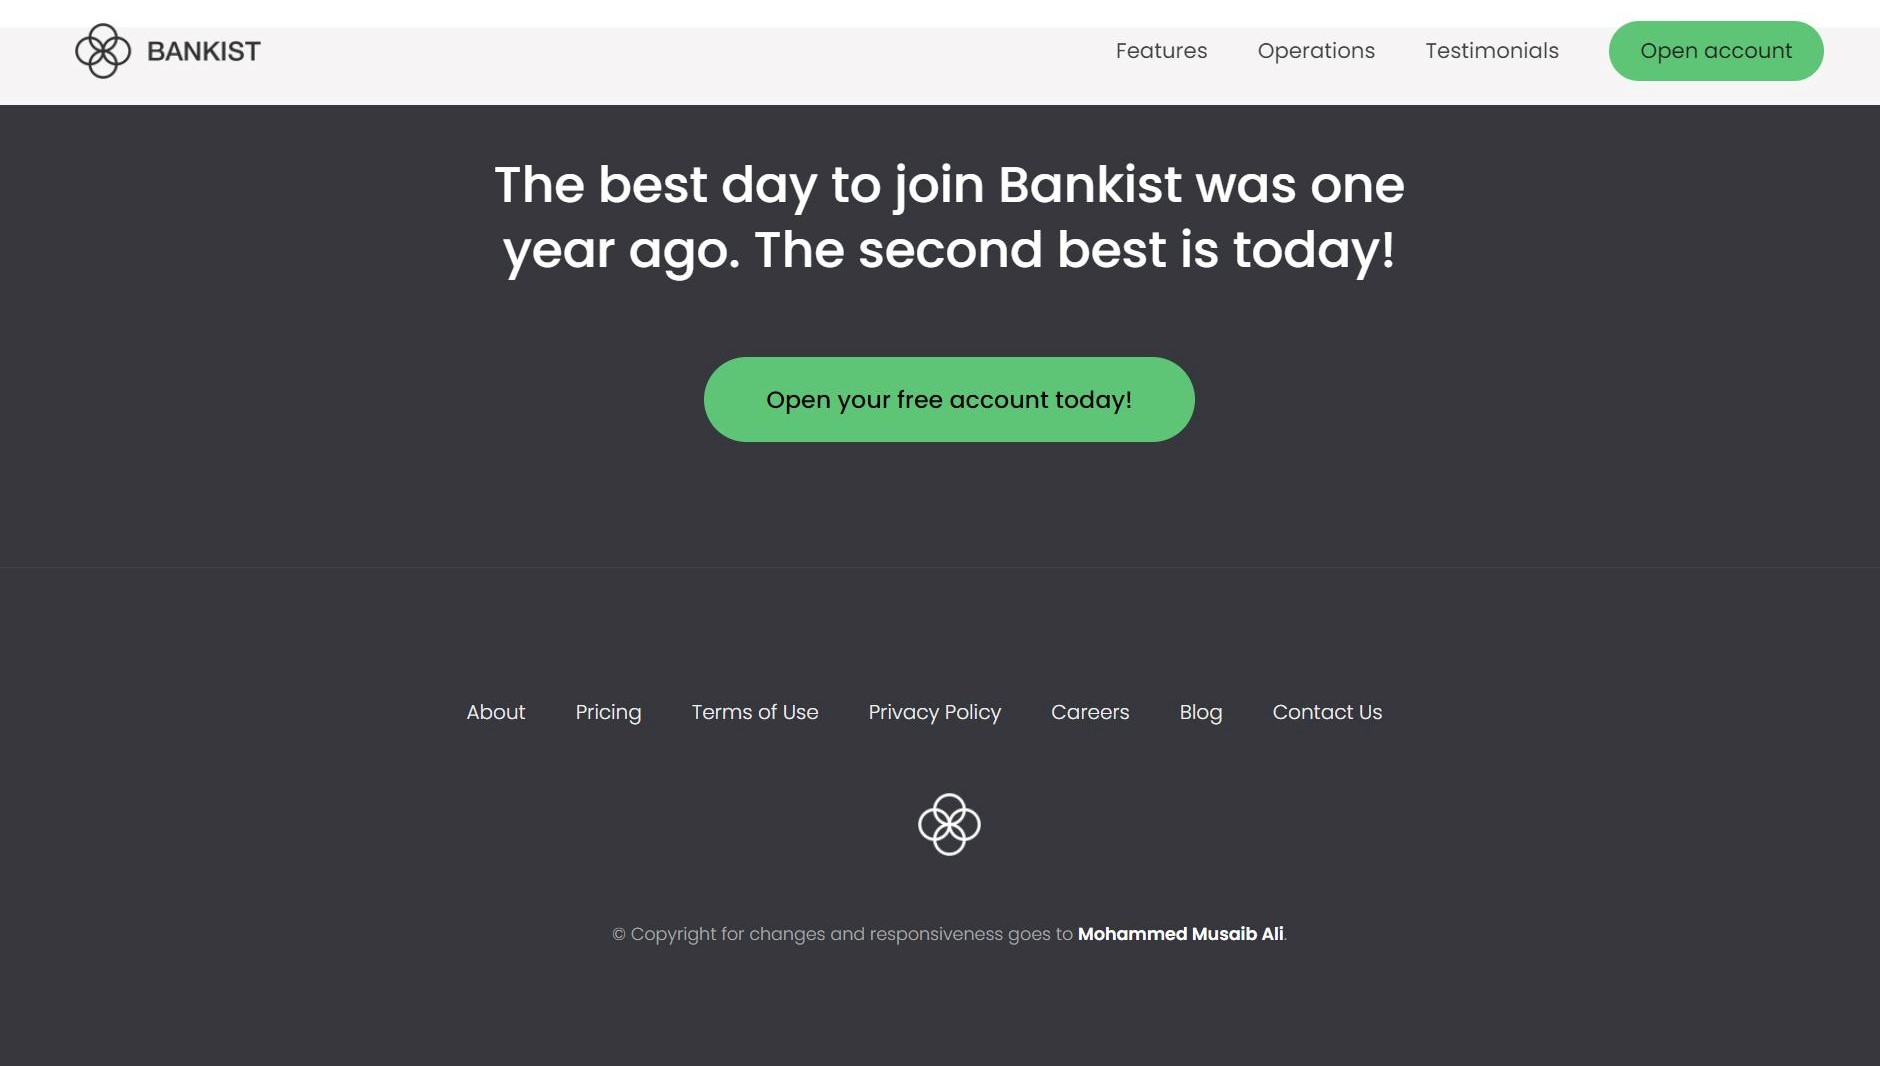 BANKIST
Features Operations Testimonials Open account
The best day to join Bankist was one
year ago. The second best is today!
Open your free account today!
About Pricing Terms of Use Privacy Policy Careers Blog Contact Us
© Copyright for changes and responsiveness goes to Mohammed Musaib Ali.